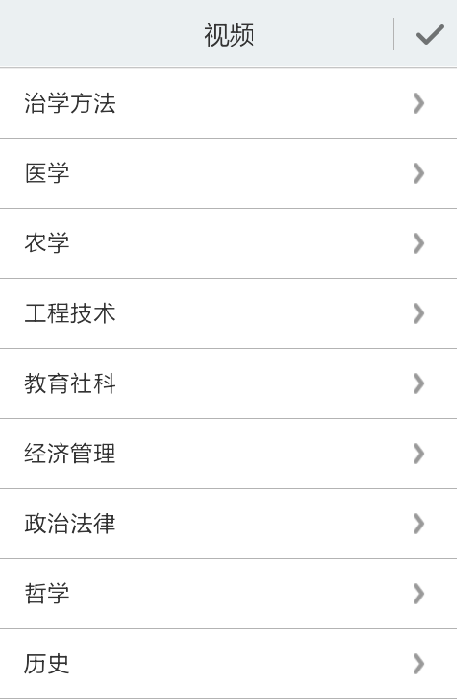 视频
治学方法
医学
农学
工程技术
教育社科
经济管理
政治法律
哲学
历史